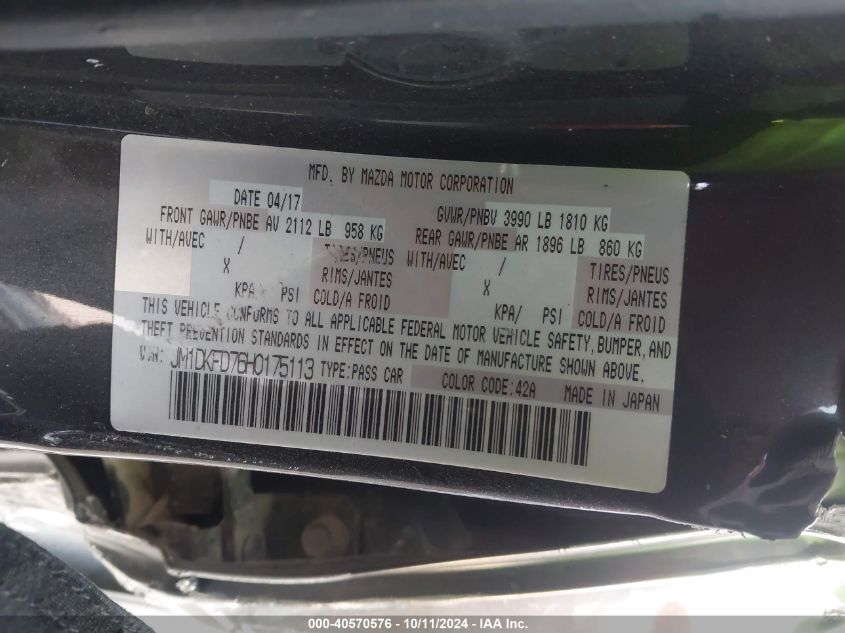 MFD. BY MAZDA MOTOR CORPORATION
DATE 04/17
GVWR/PNBV 3990 LB 1810 KG
FRONT GAWR/PNBE AV 2112 LB 958 KG
REAR GAWR/PNBE AR 1896 LB 860 KG
WITH/AVEC / TIRES/PNEUS WITH/AVEC / TIRES/PNEUS
X RIMS/JANTES X RIMS/JANTES
KPA/ PSI COLD/A FROID KPA/ PSI COLD/A FROID
THIS VEHICLE CONFORMS TO ALL APPLICABLE FEDERAL MOTOR VEHICLE SAFETY, BUMPER, AND
THEFT PREVENTION STANDARDS IN EFFECT ON THE DATE OF MANUFACTURE SHOWN ABOVE.
VIN: JM1DKFD76H0175113 TYPE:PASS CAR COLOR CODE:42A MADE IN JAPAN
000-40570576 - 10/11/2024 - IAA Inc.